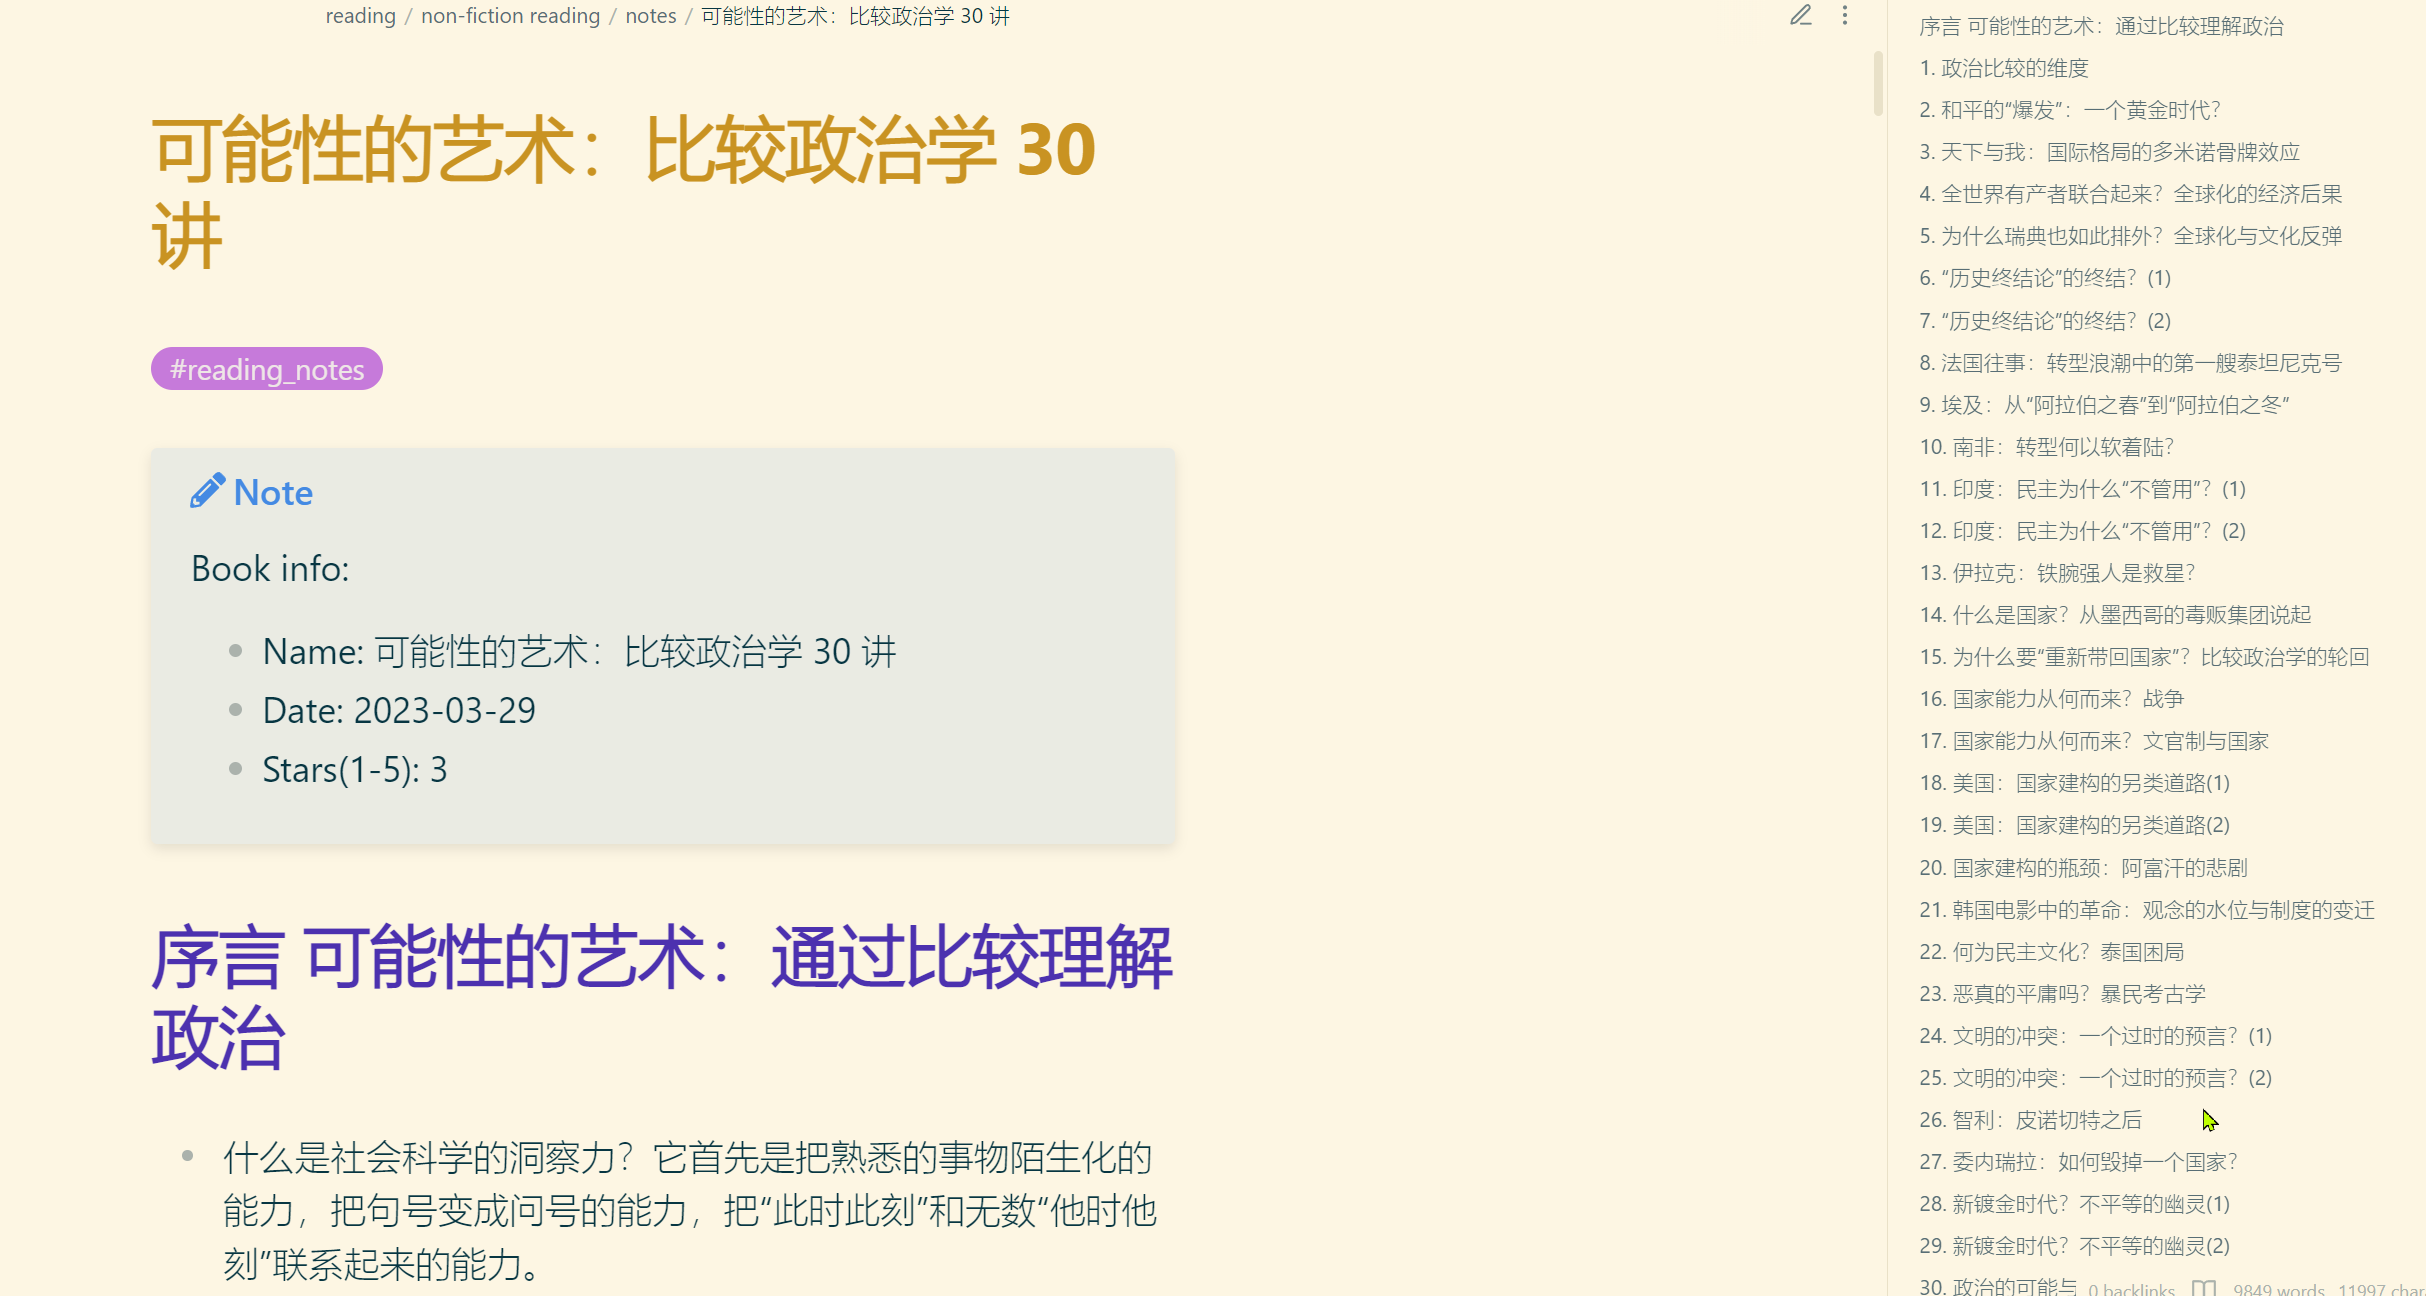 reading / non-fiction reading / notes / 可能性的艺术：比较政治学 30 讲
可能性的艺术：比较政治学 30
讲
#reading_notes
Note
Book info:
Name: 可能性的艺术：比较政治学 30 讲
Date: 2023-03-29
Stars(1-5): 3
序言 可能性的艺术：通过比较理解
政治
什么是社会科学的洞察力？它首先是把熟悉的事物陌生化的
能力，把句号变成问号的能力，把“此时此刻”和无数“他时他
刻”联系起来的能力。
序言 可能性的艺术：通过比较理解政治
1. 政治比较的维度
2. 和平的“爆发”：一个黄金时代？
3. 天下与我：国际格局的多米诺骨牌效应
4. 全世界有产者联合起来？全球化的经济后果
5. 为什么瑞典也如此排外？全球化与文化反弹
6. “历史终结论”的终结？(1)
7. “历史终结论”的终结？(2)
8. 法国往事：转型浪潮中的第一艘泰坦尼克号
9. 埃及：从“阿拉伯之春”到“阿拉伯之冬”
10. 南非：转型何以软着陆？
11. 印度：民主为什么“不管用”？(1)
12. 印度：民主为什么“不管用”？(2)
13. 伊拉克：铁腕强人是救星？
14. 什么是国家？从墨西哥的毒贩集团说起
15. 为什么要“重新带回国家”？比较政治学的轮回
16. 国家能力从何而来？战争
17. 国家能力从何而来？文官制与国家
18. 美国：国家建构的另类道路(1)
19. 美国：国家建构的另类道路(2)
20. 国家建构的瓶颈：阿富汗的悲剧
21. 韩国电影中的革命：观念的水位与制度的变迁
22. 何为民主文化？泰国困局
23. 恶真的平庸吗？暴民考古学
24. 文明的冲突：一个过时的预言？(1)
25. 文明的冲突：一个过时的预言？(2)
26. 智利：皮诺切特之后
27. 委内瑞拉：如何毁掉一个国家？
28. 新镀金时代？不平等的幽灵(1)
29. 新镀金时代？不平等的幽灵(2)
30. 政治的可能与
0 backlinks 9849 words 11997 char